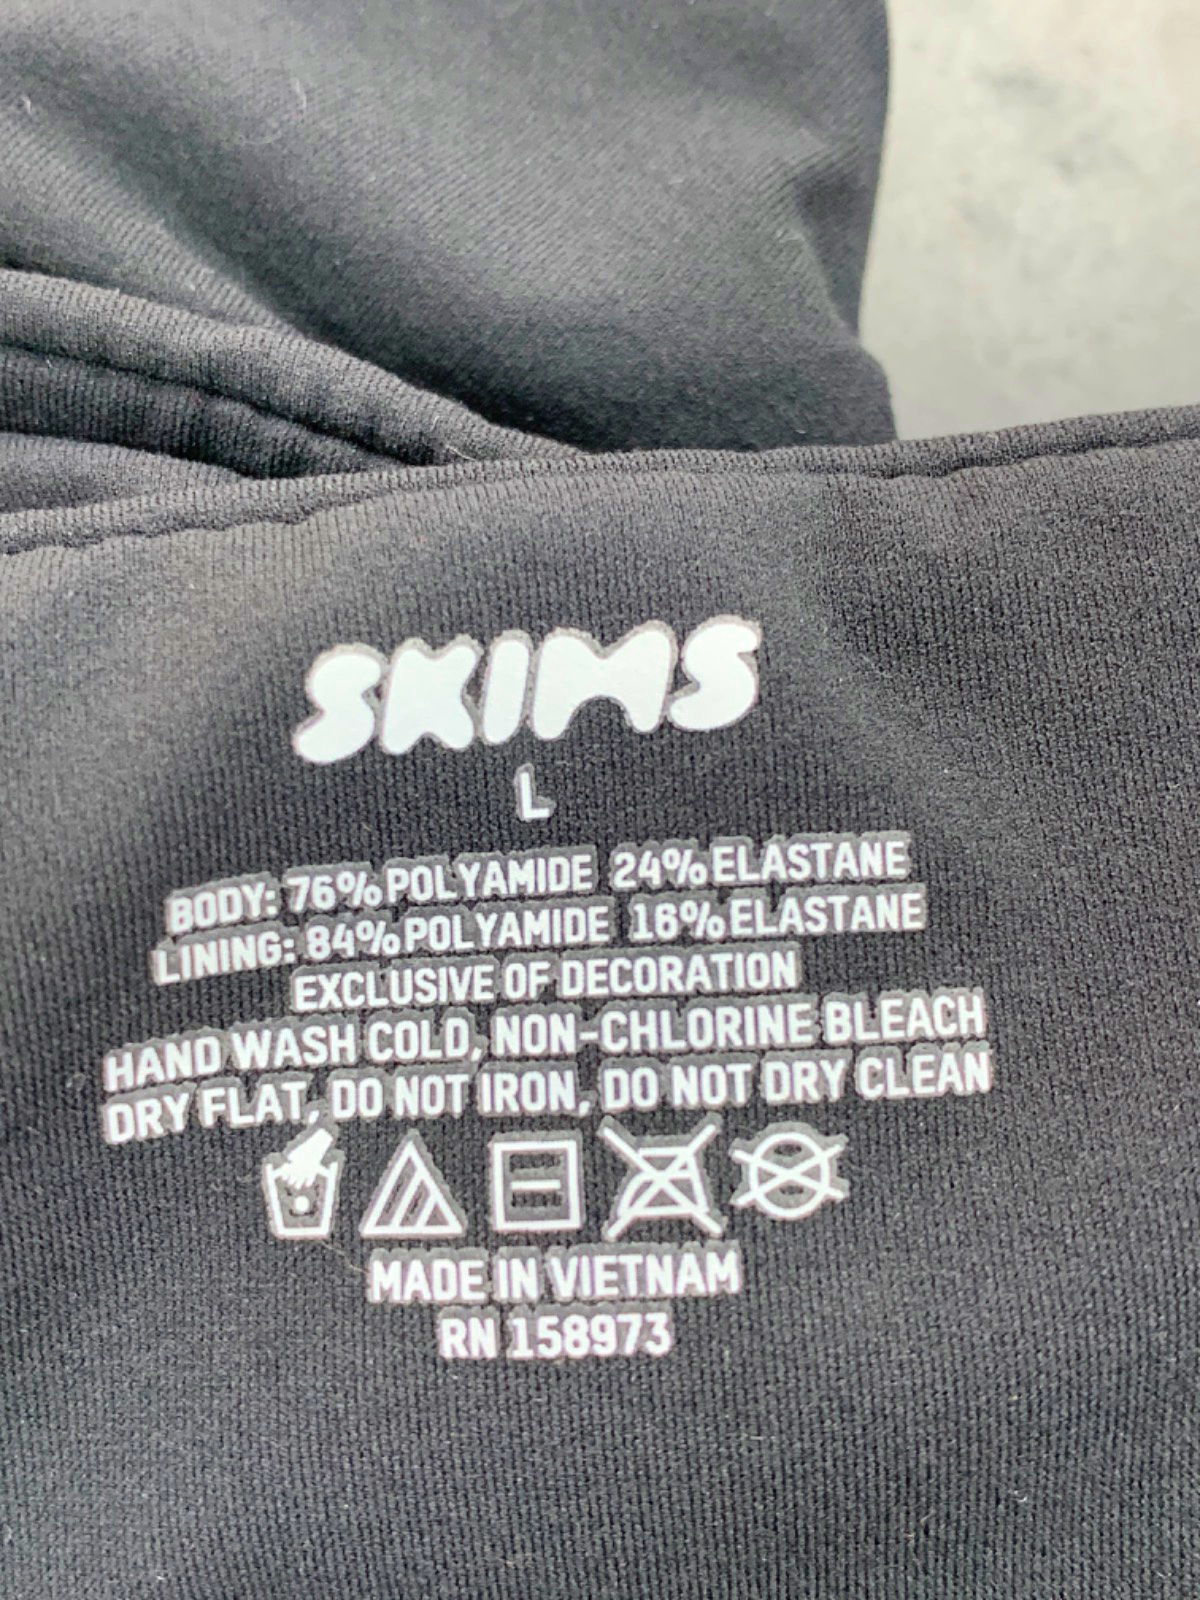 SKIMS
L
BODY: 76% POLYAMIDE 24% ELASTANE
LINING: 84% POLYAMIDE 16% ELASTANE
EXCLUSIVE OF DECORATION
HAND WASH COLD, NON-CHLORINE BLEACH
DRY FLAT, DO NOT IRON, DO NOT DRY CLEAN
MADE IN VIETNAM
RN 158973